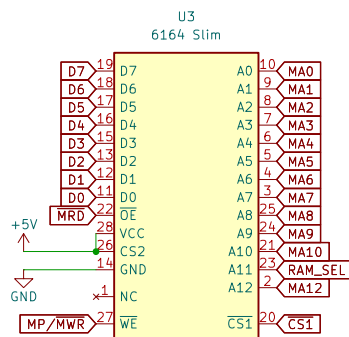 U3
6164 Slim
D7 19 D7 A0 10 MA0
D6 18 D6 A1 9 MA1
D5 17 D5 A2 8 MA2
D4 16 D4 A3 7 MA3
D3 15 D3 A4 6 MA4
D2 13 D2 A5 5 MA5
D1 12 D1 A6 4 MA6
D0 11 D0 A7 3 MA7
MRD 22 OE A8 25 MA8
+5V 28 VCC A9 24 MA9
26 CS2 A10 21 MA10
14 GND A11 23 RAM_SEL
GND 1 NC A12 2 MA12
MP/MWR 27 WE CS1 20 CS1